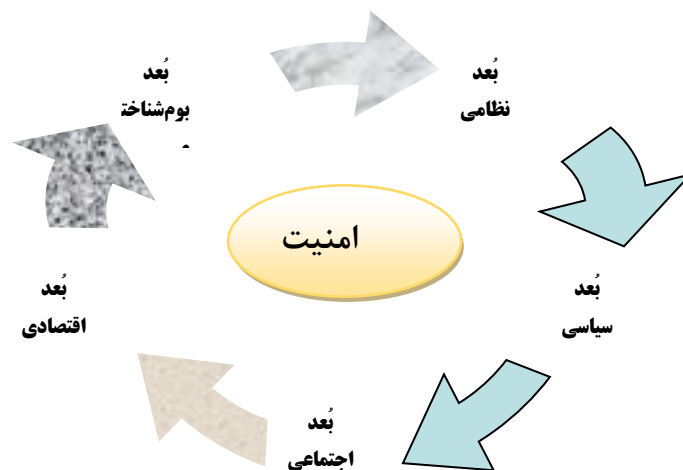 بُعد
نظامی
بُعد
سیاسی
بُعد
اجتماعی
بُعد
اقتصادی
بُعد
بوم‌شناخت
امنیت